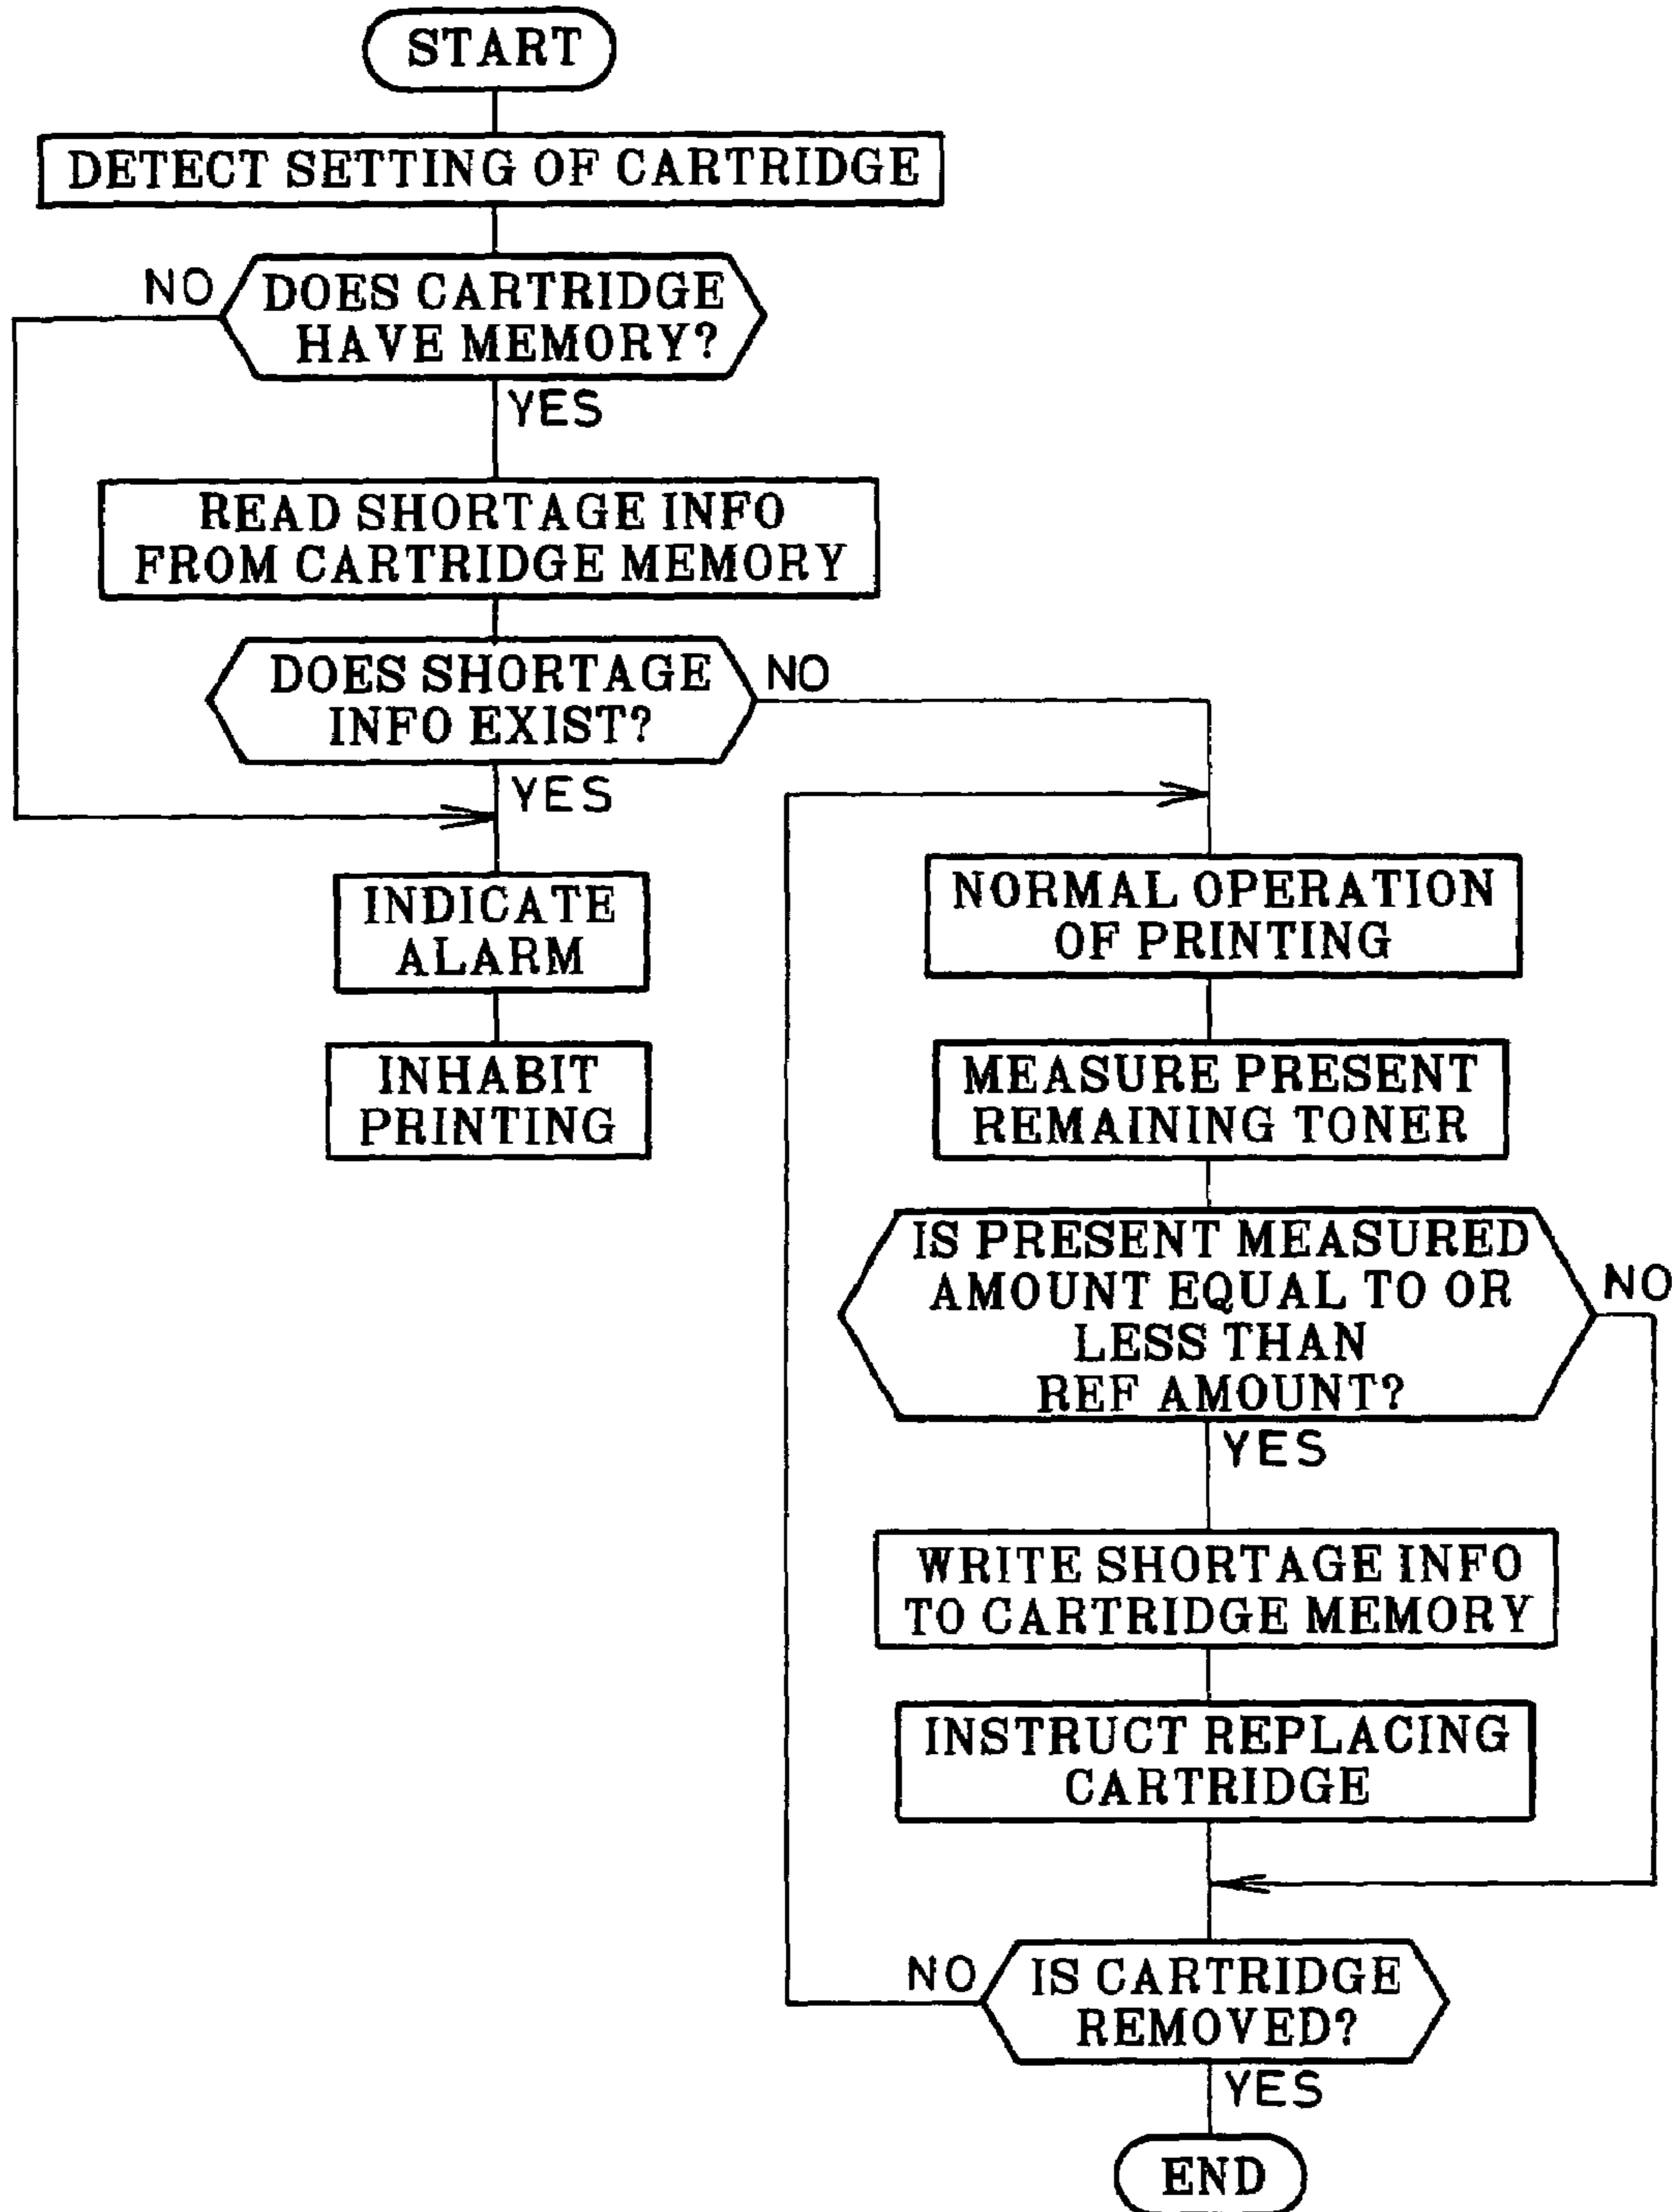 START
DETECT SETTING OF CARTRIDGE
NO
DOES CARTRIDGE
HAVE MEMORY?
YES
READ SHORTAGE INFO
FROM CARTRIDGE MEMORY
DOES SHORTAGE
INFO EXIST?
NO
YES
INDICATE
ALARM
INHABIT
PRINTING
NORMAL OPERATION
OF PRINTING
MEASURE PRESENT
REMAINING TONER
IS PRESENT MEASURED
AMOUNT EQUAL TO OR
LESS THAN
REF AMOUNT?
NO
YES
WRITE SHORTAGE INFO
TO CARTRIDGE MEMORY
INSTRUCT REPLACING
CARTRIDGE
NO
IS CARTRIDGE
REMOVED?
YES
END